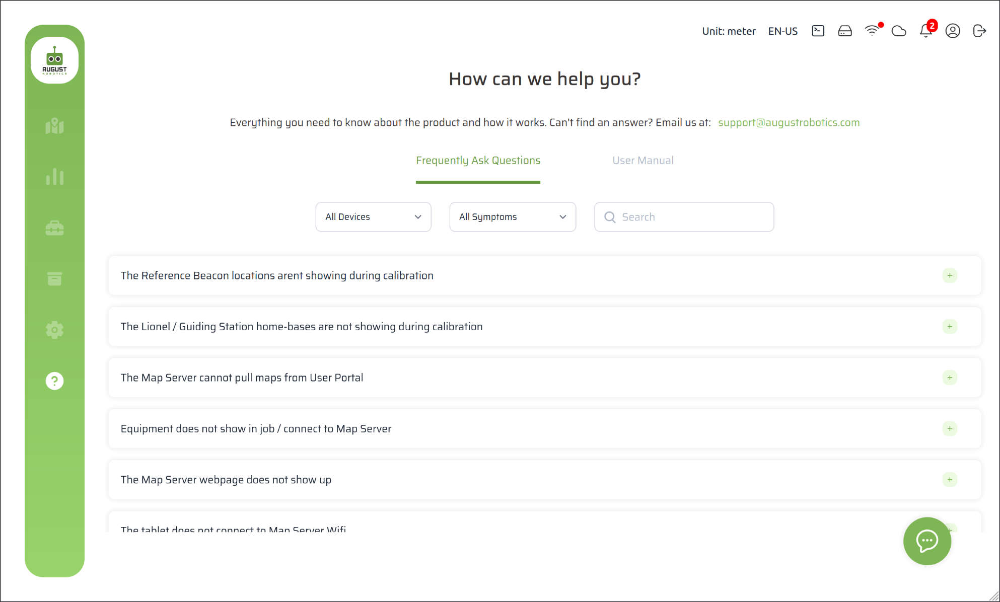 Unit: meter EN-US 2
AUGUST
ROBOTICS
How can we help you?
Everything you need to know about the product and how it works. Can't find an answer? Email us at: support@augustrobotics.com
Frequently Ask Questions User Manual
All Devices All Symptoms Search
The Reference Beacon locations arent showing during calibration
The Lionel / Guiding Station home-bases are not showing during calibration
The Map Server cannot pull maps from User Portal
Equipment does not show in job / connect to Map Server
The Map Server webpage does not show up
The tablet does not connect to Map Server Wifi